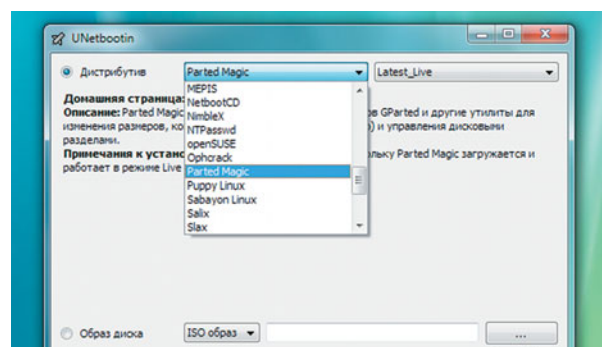 UNetbootin
Дистрибутив Parted Magic Latest_Live
MEPIS
NetbootCD
NimbleX
NTPasswd
openSUSE
Ophcrack
Parted Magic
Puppy Linux
Sabayon Linux
Salix
Slax
Домашняя страница:
Описание: Parted Magic в GParted и другие утилиты для
изменения размеров, ко ) и управления дисковыми
разделами.
Примечания к устано льку Parted Magic загружается и
работает в режиме Live
Образ диска ISO образ ...